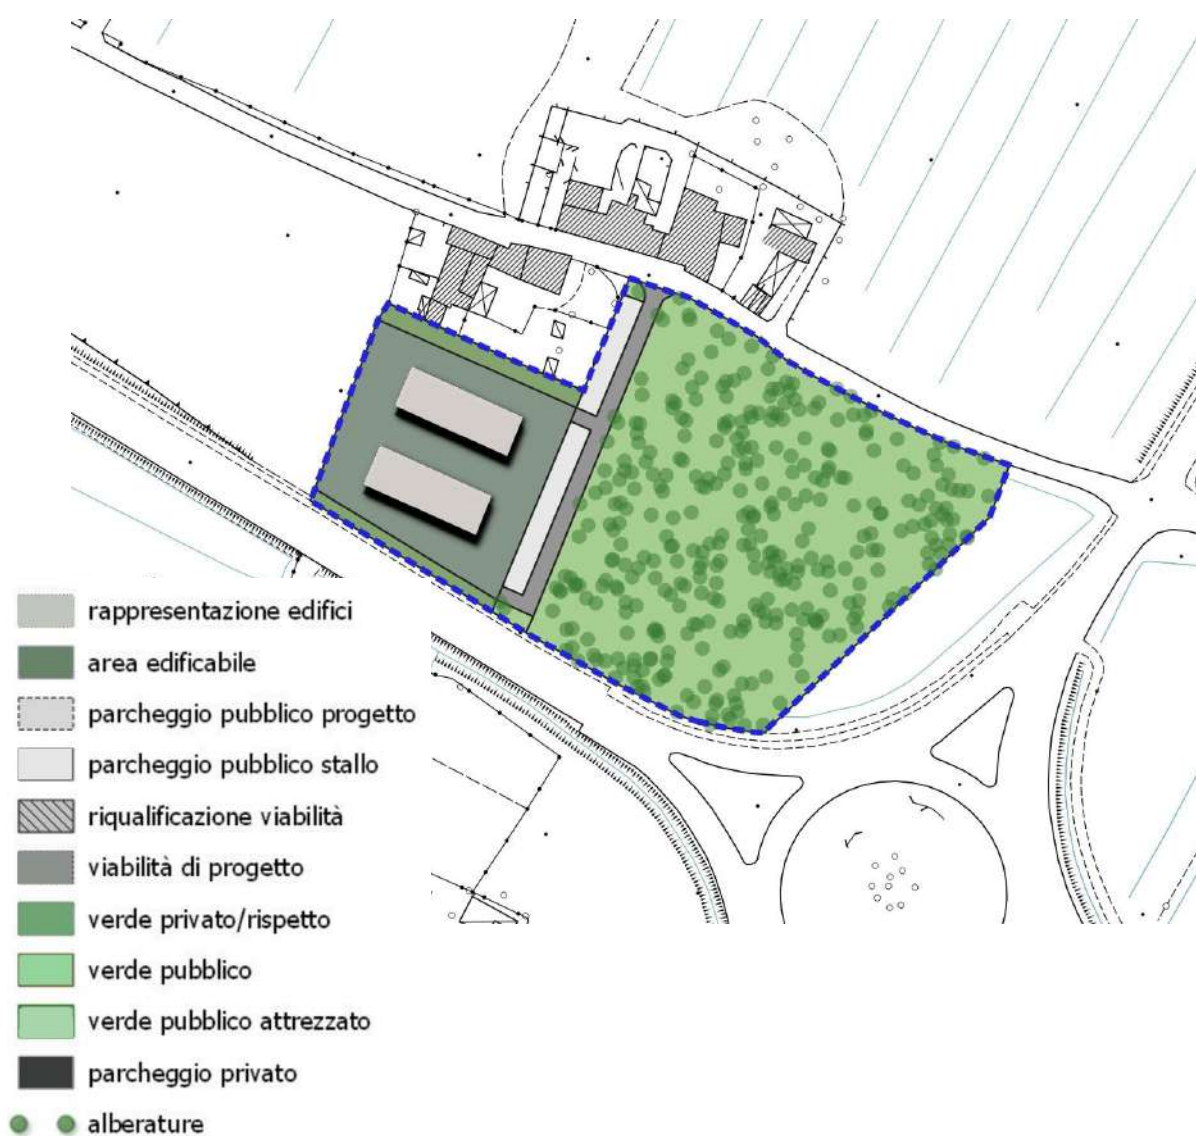 rappresentazione edifici
area edificabile
parcheggio pubblico progetto
parcheggio pubblico stallo
riqualificazione viabilità
viabilità di progetto
verde privato/rispetto
verde pubblico
verde pubblico attrezzato
parcheggio privato
alberature